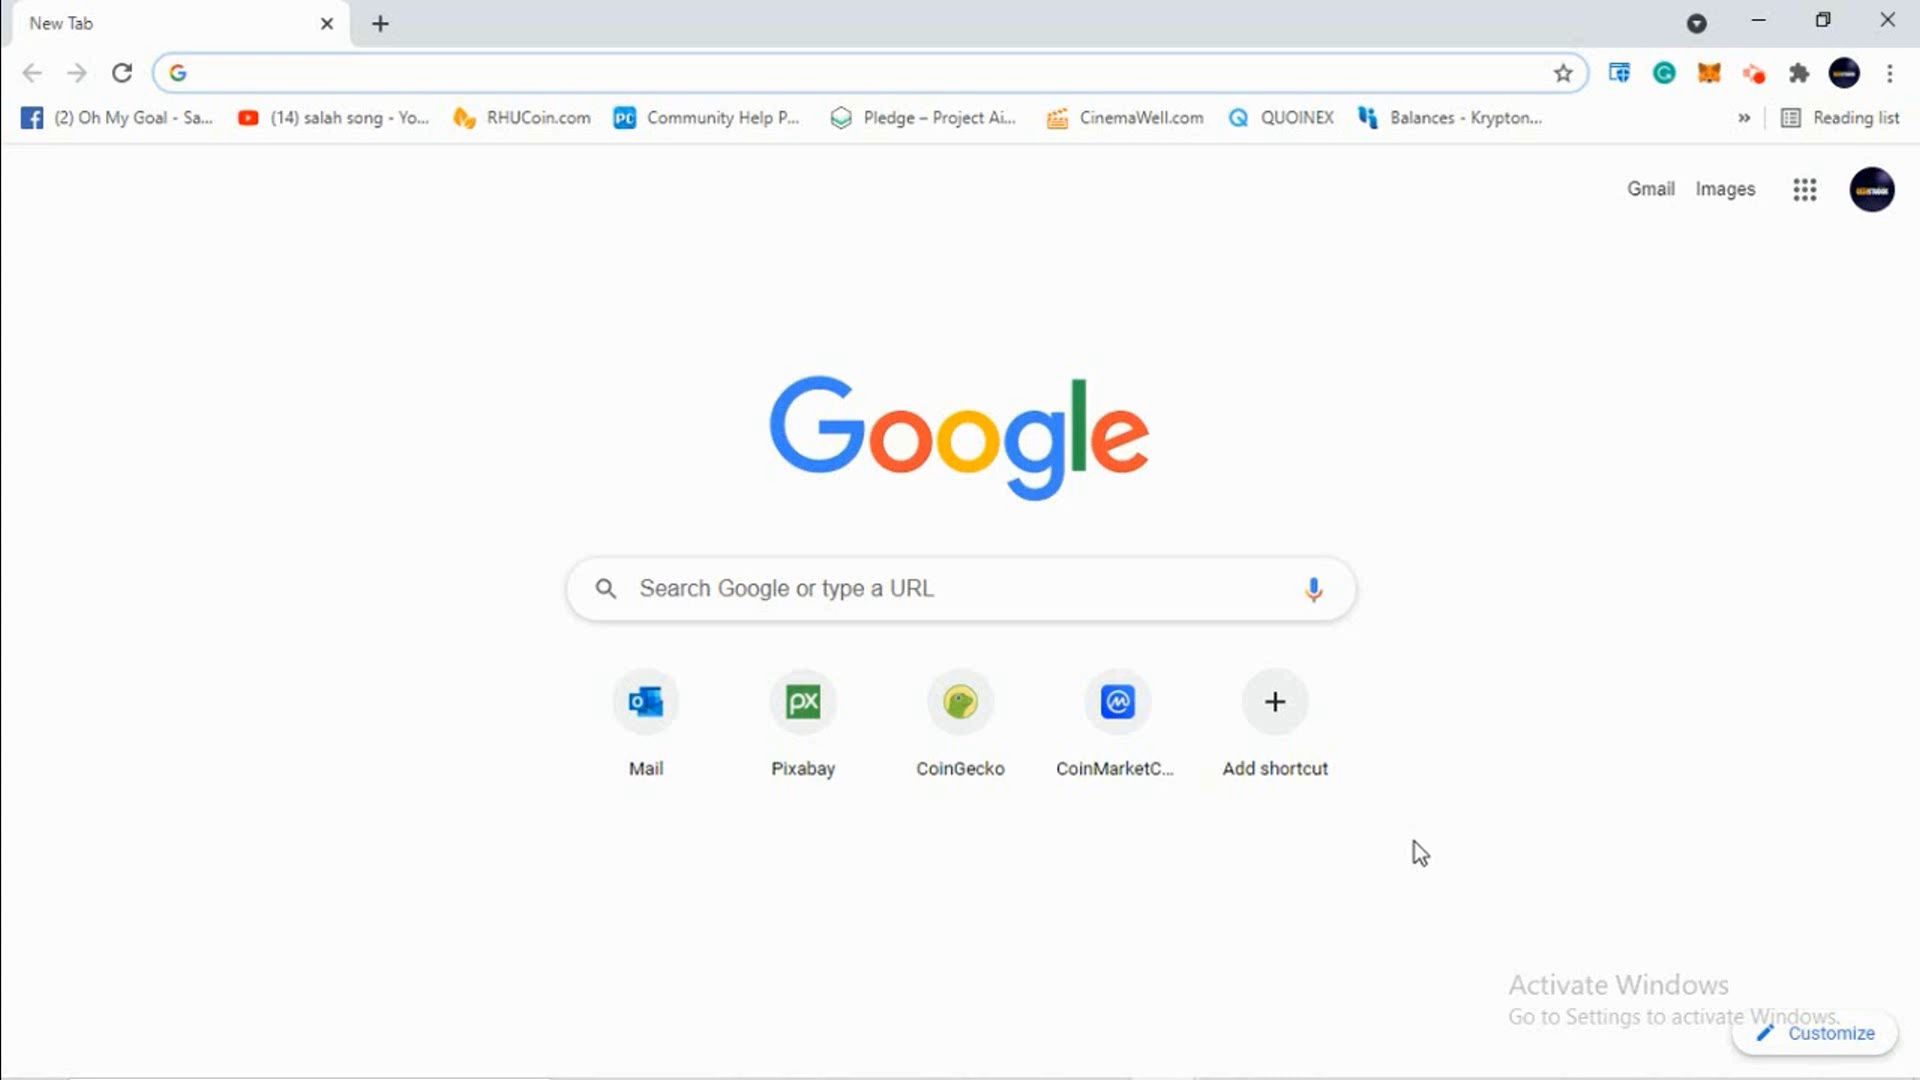 New Tab
(2) Oh My Goal - Sa...
(14) salah song - Yo...
RHUCoin.com
PC
Community Help P...
Pledge – Project Ai...
CinemaWell.com
QUOINEX
Balances - Krypton...
»
Reading list
Gmail
Images
Google
Search Google or type a URL
px
Mail
Pixabay
CoinGecko
CoinMarketC...
Add shortcut
Activate Windows
Go to Settings to activate Windows.
Customize